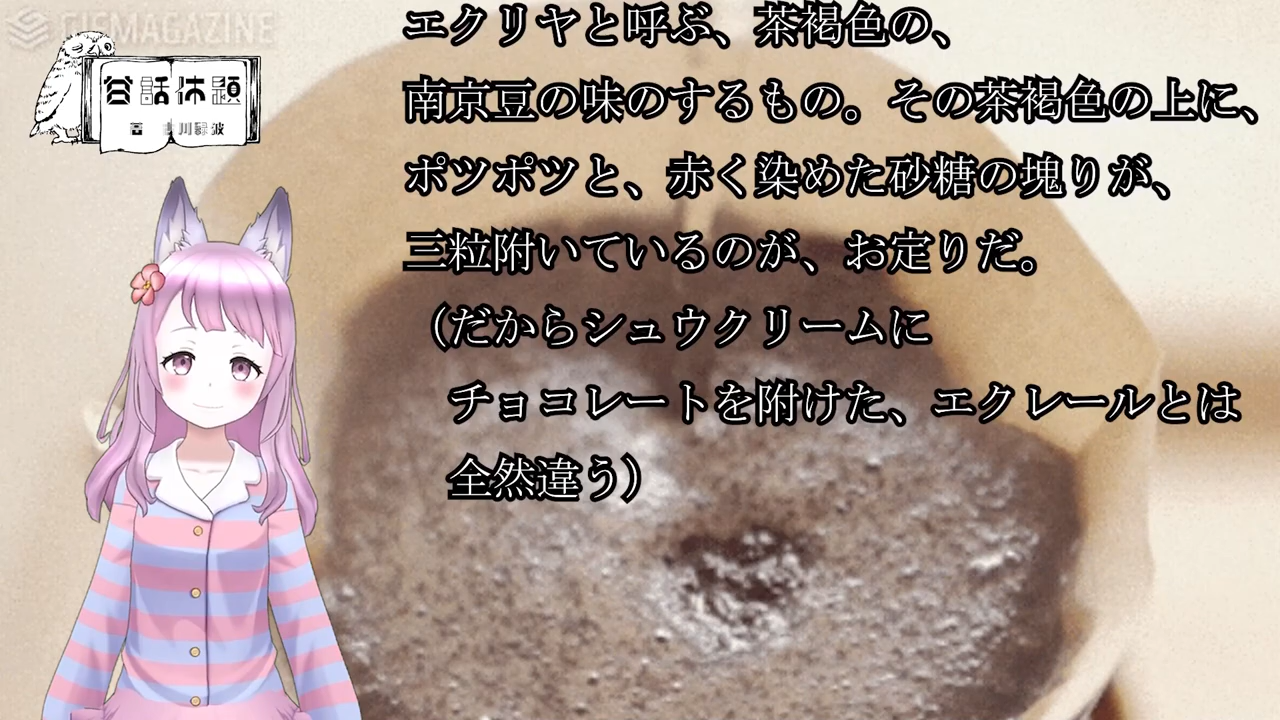 GIFMAGAZINE
エクリヤと呼ぶ、茶褐色の、
南京豆の味のするもの。その茶褐色の上に、
ポツポツと、赤く染めた砂糖の塊りが、
三粒附いているのが、お定りだ。
（だからシュウクリームに
チョコレートを附けた、エクレールとは
全然違う）